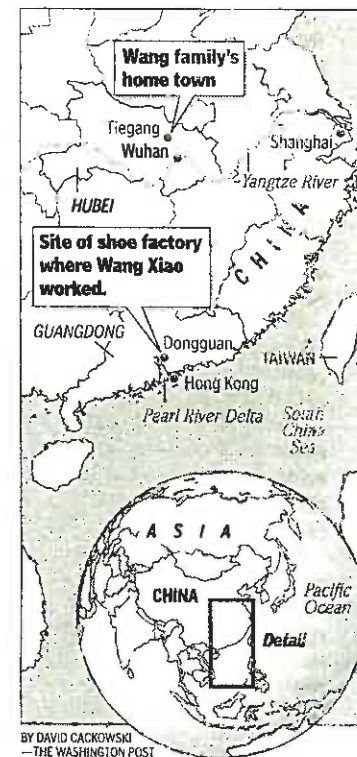 Wang family's
home town
Tiegang
Wuhan
Shanghai
Yangtze River
HUBEI
CHINA
Site of shoe factory
where Wang Xiao
worked.
GUANGDONG
Dongguan
TAIWAN
Hong Kong
Pearl River Delta
South
China
Sea
ASIA
CHINA
Pacific
Ocean
Detail
BY DAVID CACKOWSKI
—THE WASHINGTON POST